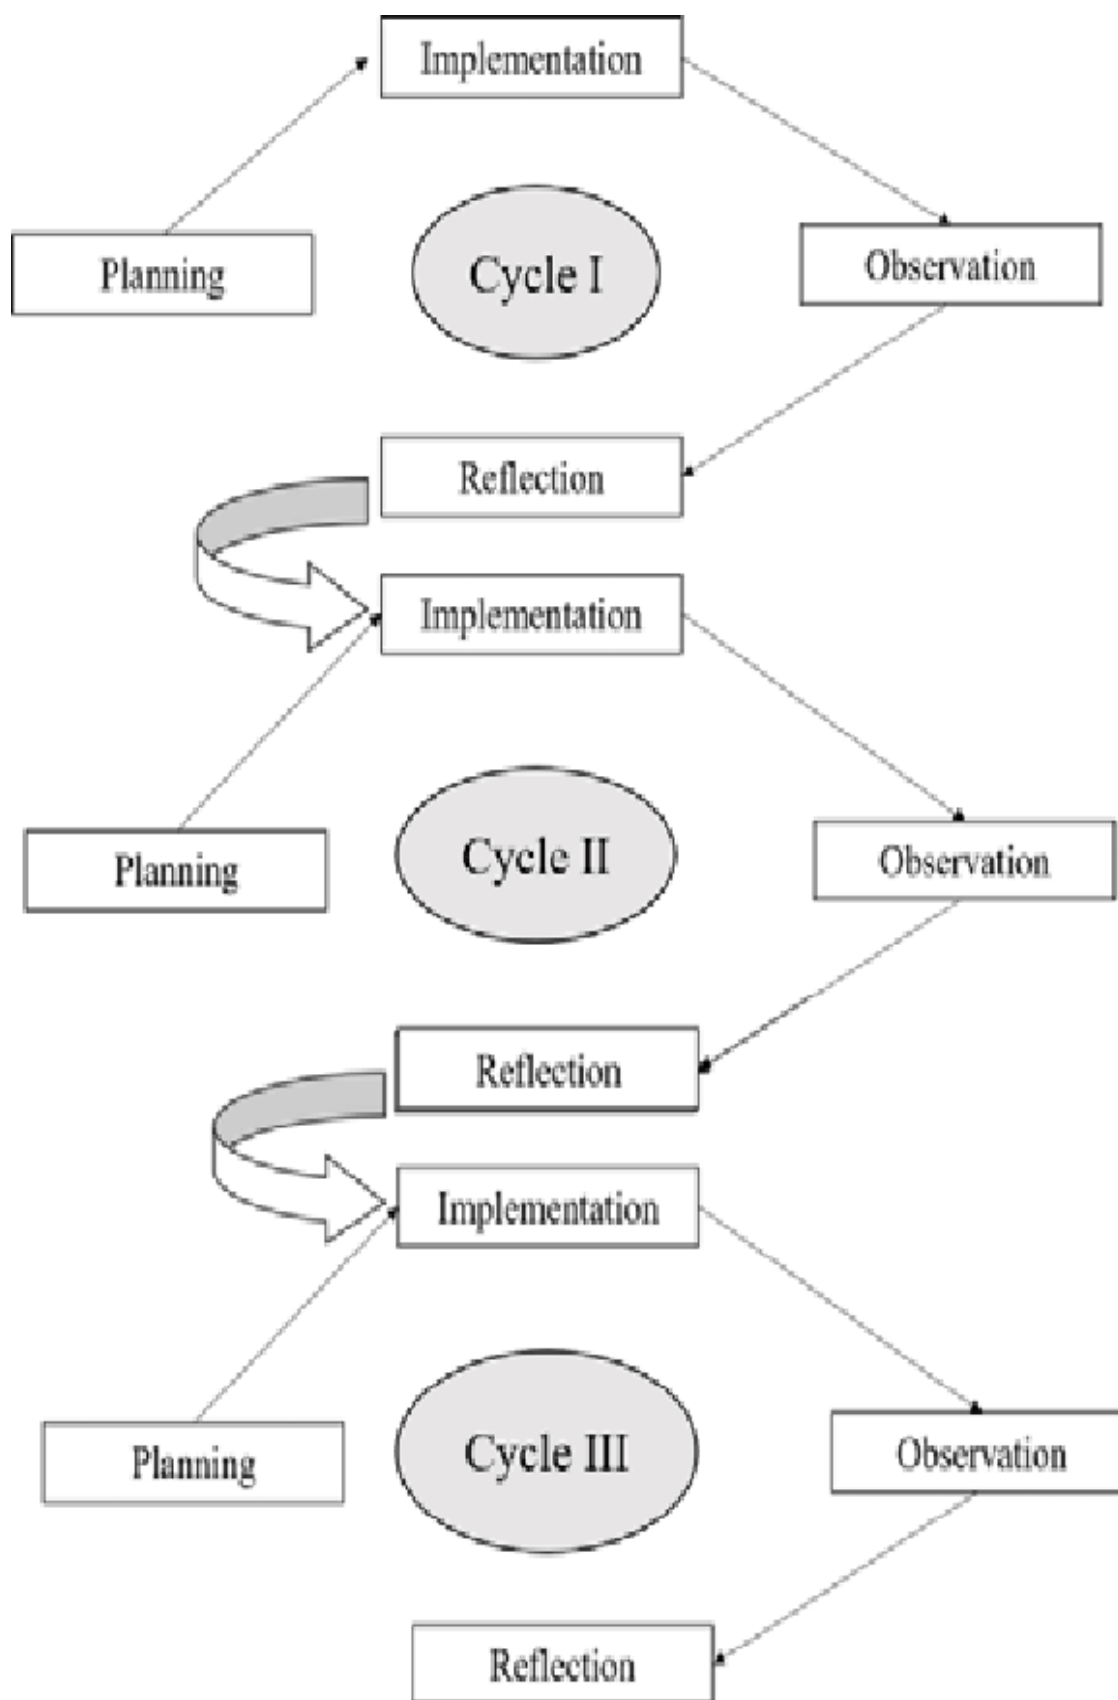 Implementation
Planning
Cycle I
Observation
Reflection
Implementation
Planning
Cycle II
Observation
Reflection
Implementation
Planning
Cycle III
Observation
Reflection